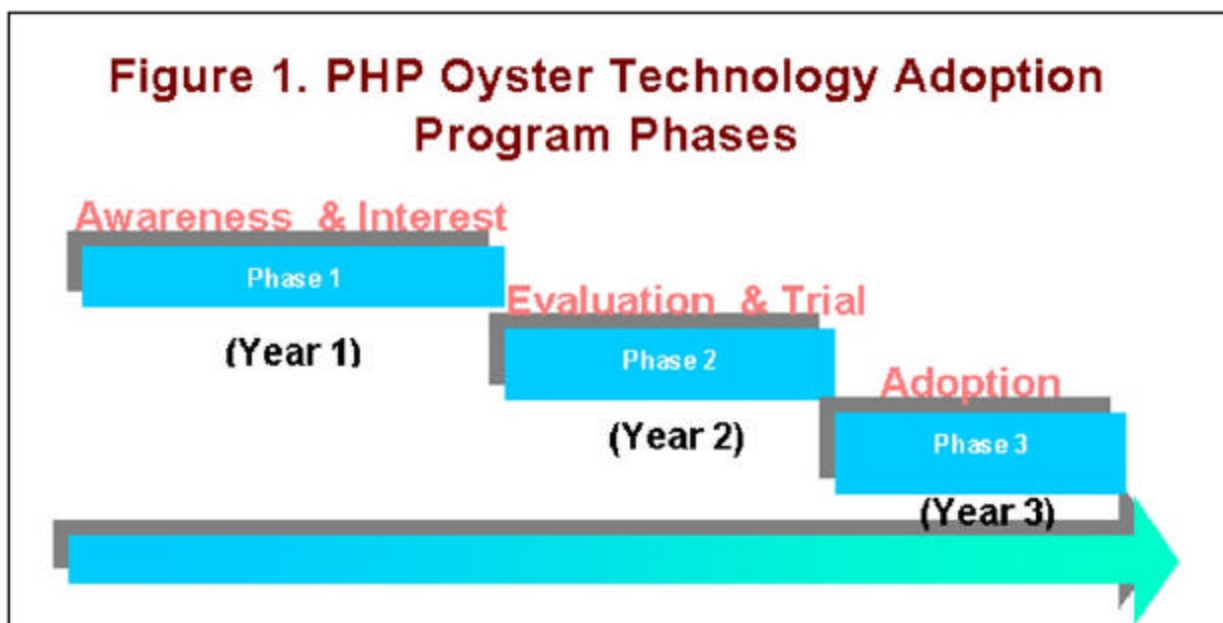 Figure 1. PHP Oyster Technology Adoption
Program Phases
Awareness & Interest
Phase 1
(Year 1)
Evaluation & Trial
Phase 2
(Year 2)
Adoption
Phase 3
(Year 3)